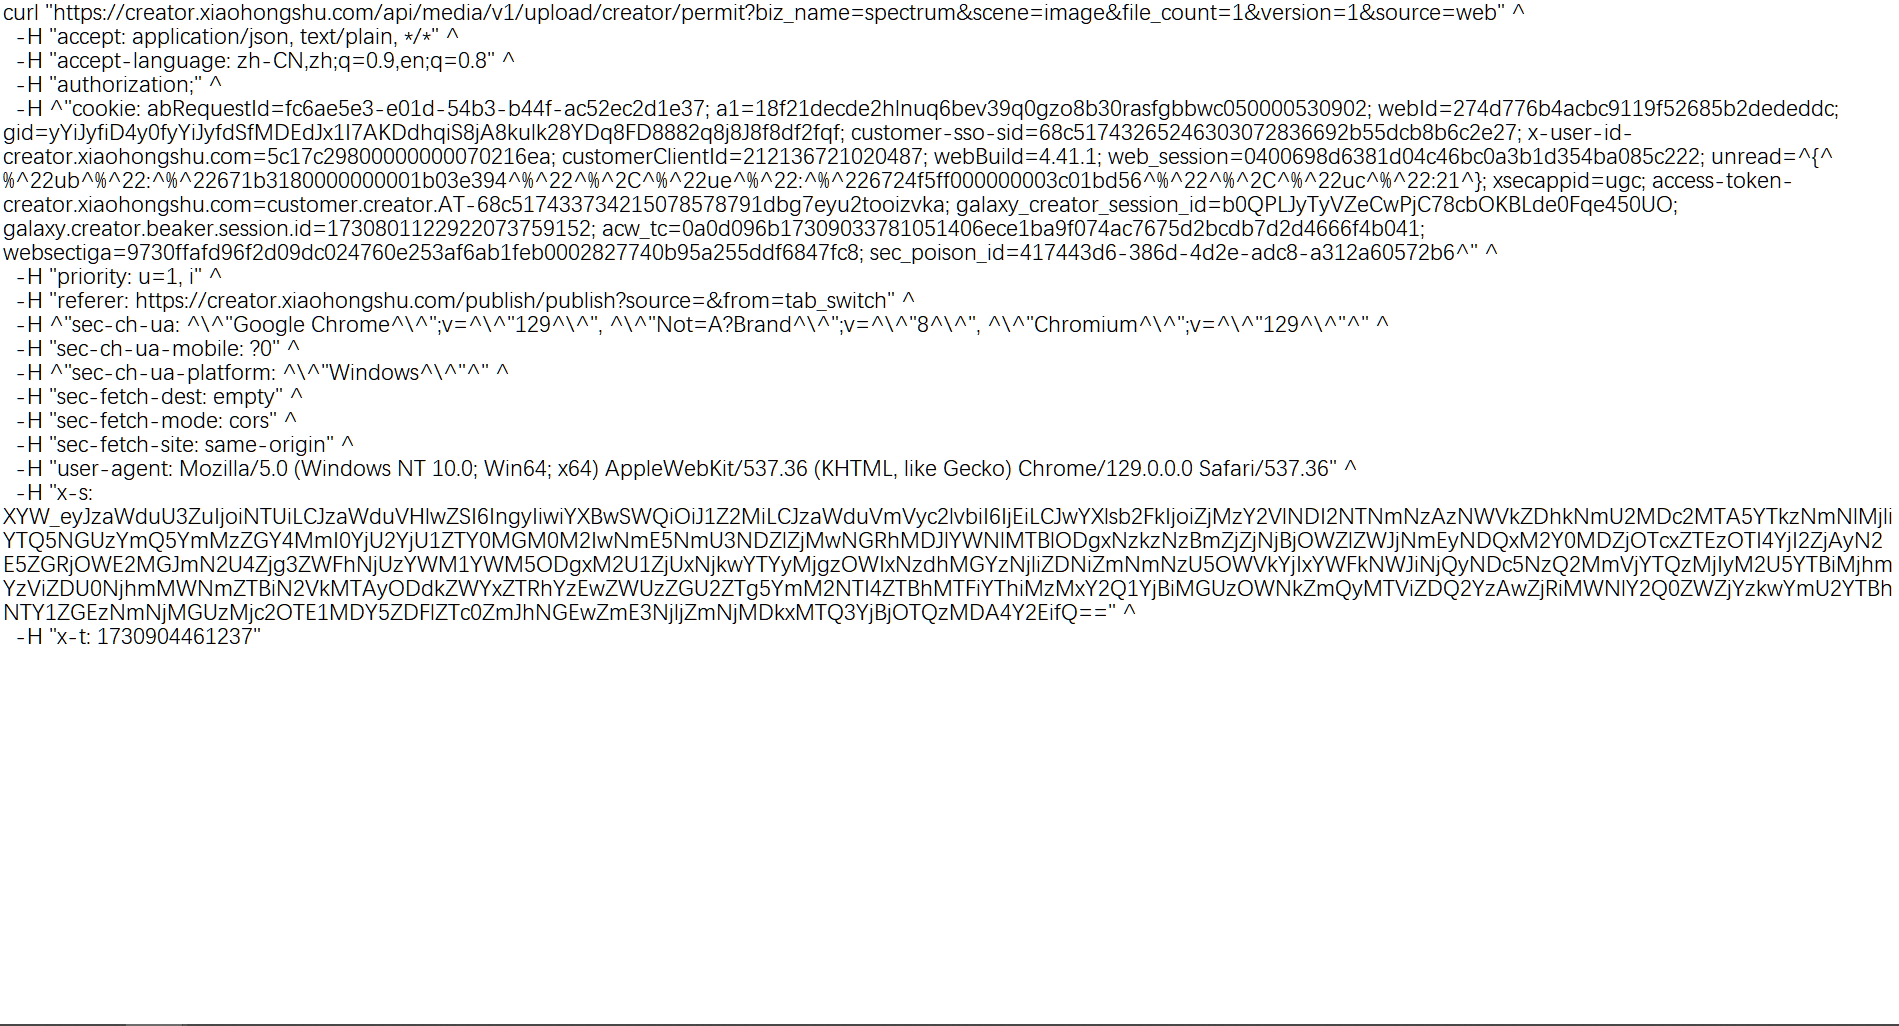 curl "https://creator.xiaohongshu.com/api/media/v1/upload/creator/permit?biz_name=spectrum&scene=image&file_count=1&version=1&source=web" ^
-H "accept: application/json, text/plain, */*" ^
-H "accept-language: zh-CN,zh;q=0.9,en;q=0.8" ^
-H "authorization;" ^
-H ^"cookie: abRequestId=fc6ae5e3-e01d-54b3-b44f-ac52ec2d1e37; a1=18f21decde2hlnuq6bev39q0gzo8b30rasfgbbwc050000530902; webId=274d776b4acbc9119f52685b2dededdc;
gid=yYiJyfiD4y0fyYiJyfdSfMDEdJx1I7AKDdhqiS8jA8kulk28YDq8FD8882q8j8J8f8df2fqf; customer-sso-sid=68c51743265246303072836692b55dcb8b6c2e27; x-user-id-
creator.xiaohongshu.com=5c17c29800000000070216ea; customerClientId=212136721020487; webBuild=4.41.1; web_session=0400698d6381d04c46bc0a3b1d354ba085c222; unread=^{^
%^22ub^%^22:^%^22671b3180000000001b03e394^%^22^%^2C^%^22ue^%^22:^%^226724f5ff000000003c01bd56^%^22^%^2C^%^22uc^%^22:21^}; xsecappid=ugc; access-token-
creator.xiaohongshu.com=customer.creator.AT-68c517433734215078578791dbg7eyu2tooizvka; galaxy_creator_session_id=b0QPLJyTyVZeCwPjC78cbOKBLde0Fqe450UO;
galaxy.creator.beaker.session.id=1730801122922073759152; acw_tc=0a0d096b17309033781051406ece1ba9f074ac7675d2bcdb7d2d4666f4b041;
websectiga=9730ffafd96f2d09dc024760e253af6ab1feb0002827740b95a255ddf6847fc8; sec_poison_id=417443d6-386d-4d2e-adc8-a312a60572b6^" ^
-H "priority: u=1, i" ^
-H "referer: https://creator.xiaohongshu.com/publish/publish?source=&from=tab_switch" ^
-H ^"sec-ch-ua: ^\^"Google Chrome^\^";v=^\^"129^\^", ^\^"Not=A?Brand^\^";v=^\^"8^\^", ^\^"Chromium^\^";v=^\^"129^\^"^" ^
-H "sec-ch-ua-mobile: ?0" ^
-H ^"sec-ch-ua-platform: ^\^"Windows^\^"^" ^
-H "sec-fetch-dest: empty" ^
-H "sec-fetch-mode: cors" ^
-H "sec-fetch-site: same-origin" ^
-H "user-agent: Mozilla/5.0 (Windows NT 10.0; Win64; x64) AppleWebKit/537.36 (KHTML, like Gecko) Chrome/129.0.0.0 Safari/537.36" ^
-H "x-s:
XYW_eyJzaWduU3ZuIjoiNTUiLCJzaWduVHlwZSI6IngyIiwiYXBwSWQiOiJ1Z2MiLCJzaWduVmVyc2lvbiI6IjEiLCJwYXlsb2FkIjoiZjMzY2VlNDI2NTNmNzAzNWVkZDhkNmU2MDc2MTA5YTkzNmNlMjli
YTQ5NGUzYmQ5YmMzZGY4MmI0YjU2YjU1ZTY0MGM0M2IwNmE5NmU3NDZlZjMwNGRhMDJlYWNlMTBlODgxNzkzNzBmZjZjNjBjOWZlZWJjNmEyNDQxM2Y0MDZjOTcxZTEzOTI4YjI2ZjAyN2
E5ZGRjOWE2MGJmN2U4Zjg3ZWFhNjUzYWM1YWM5ODgxM2U1ZjUxNjkwYTYyMjgzOWIxNzdhMGYzNjliZDNiZmNmNzU5OWVkYjIxYWFkNWJiNjQyNDc5NzQ2MmVjYTQzMjIyM2U5YTBiMjhm
YzViZDU0NjhmMWNmZTBiN2VkMTAyODdkZWYxZTRhYzEwZWUzZGU2ZTg5YmM2NTI4ZTBhMTFiYThiMzMxY2Q1YjBiMGUzOWNkZmQyMTViZDQ2YzAwZjRiMWNlY2Q0ZWZjYzkwYmU2YTBh
NTY1ZGEzNmNjMGUzMjc2OTE1MDY5ZDFlZTc0ZmJhNGEwZmE3NjljZmNjMDkxMTQ3YjBjOTQzMDA4Y2EifQ==" ^
-H "x-t: 1730904461237"